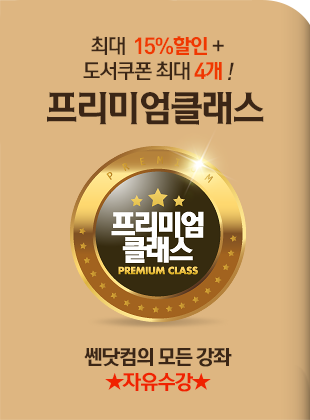 최대 15%할인 +
도서쿠폰 최대 4개 !
프리미엄클래스
PREMIUM
프리미엄
클래스
PREMIUM CLASS
쎈닷컴의 모든 강좌
★자유수강★